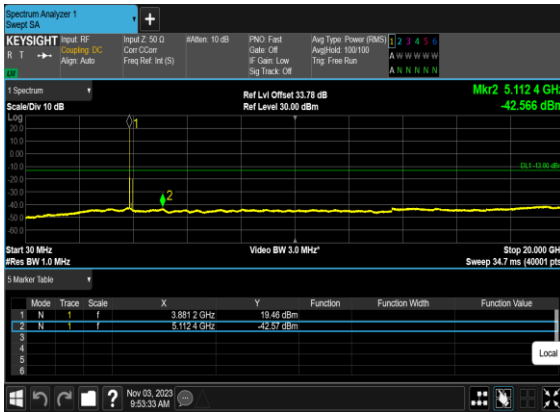 Spectrum Analyzer 1
Swept SA
+
KEYSIGHT Input: RF Input Z: 50 Ω #Atten: 10 dB PNO: Fast Avg Type: Power (RMS) 1 2 3 4 5 6
R T Coupling: DC Corr CCorr Gate: Off Avg|Hold: 100/100 A W W W W W
Align: Auto Freq Ref: Int (S) IF Gain: Low Trig: Free Run
Sig Track: Off A N N N N N
1 Spectrum Ref Lvl Offset 33.78 dB Mkr2 5.112 4 GHz
Scale/Div 10 dB Ref Level 30.00 dBm -42.566 dBm
Log
20.0
10.0
0.00
-10.0
-20.0
-30.0
-40.0
-50.0
-60.0
1
2
DL1 -13.00 dBm
Start 30 MHz Video BW 3.0 MHz* Stop 20.000 GHz
#Res BW 1.0 MHz Sweep 34.7 ms (40001 pts)
5 Marker Table
Mode Trace Scale X Y Function Function Width Function Value
1 N 1 f 3.881 2 GHz 19.46 dBm
2 N 1 f 5.112 4 GHz -42.57 dBm
3
4
5
6
Local
? Nov 03, 2023
9:53:33 AM